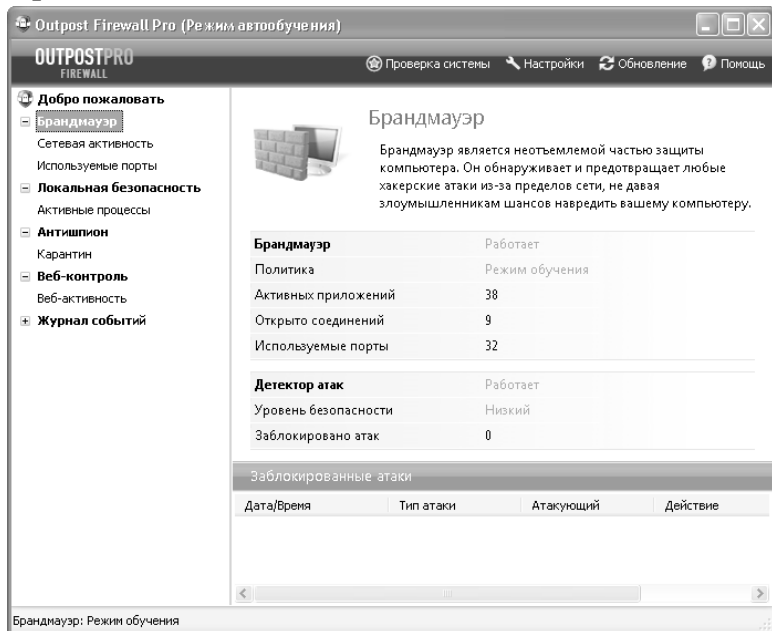 Outpost Firewall Pro (Режим автообучения)
OUTPOSTPRO
FIREWALL
Проверка системы Настройки Обновление Помощь
Добро пожаловать
Брандмауэр
Сетевая активность
Используемые порты
Локальная безопасность
Активные процессы
Антишпион
Карантин
Веб-контроль
Веб-активность
Журнал событий
Брандмауэр
Брандмауэр является неотъемлемой частью защиты
компьютера. Он обнаруживает и предотвращает любые
хакерские атаки из-за пределов сети, не давая
злоумышленникам шансов навредить вашему компьютеру.
Брандмауэр Работает
Политика Режим обучения
Активных приложений 38
Открыто соединений 9
Используемые порты 32
Детектор атак Работает
Уровень безопасности Низкий
Заблокировано атак 0
Заблокированные атаки
Дата/Время Тип атаки Атакующий Действие
Брандмауэр: Режим обучения